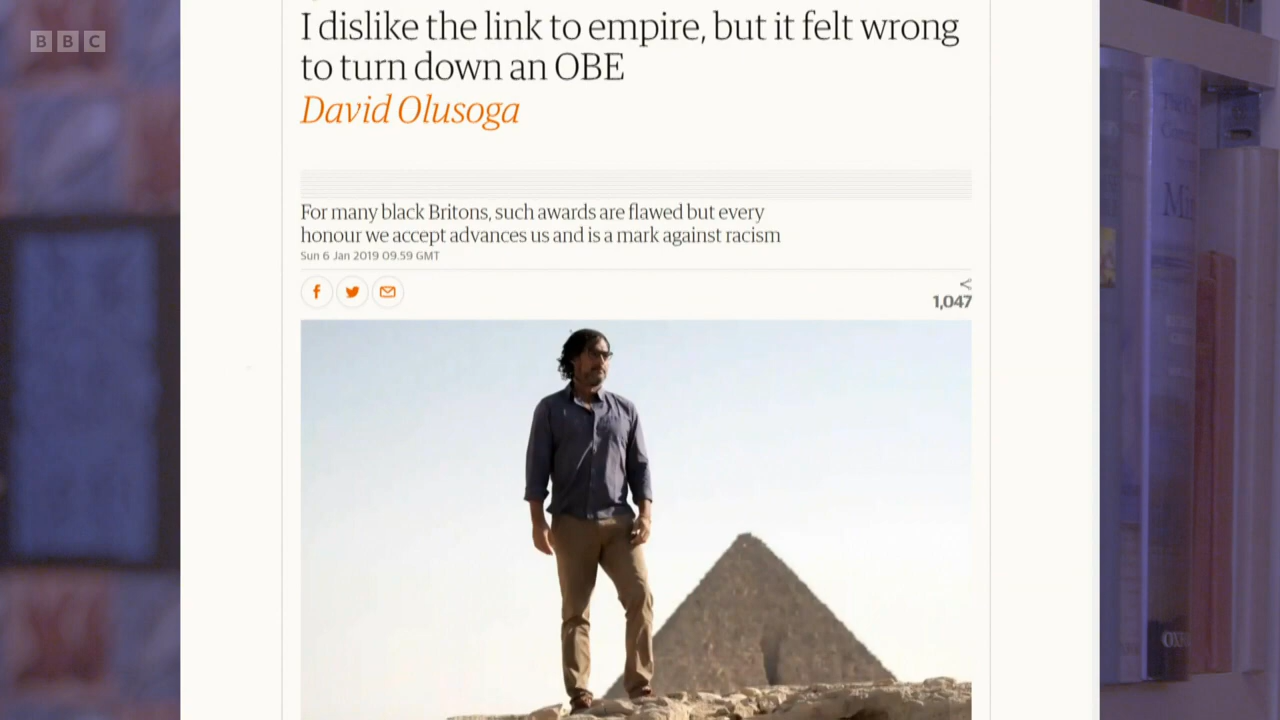 BBC
I dislike the link to empire, but it felt wrong
to turn down an OBE
David Olusoga
For many black Britons, such awards are flawed but every
honour we accept advances us and is a mark against racism
Sun 6 Jan 2019 09.59 GMT
1,047